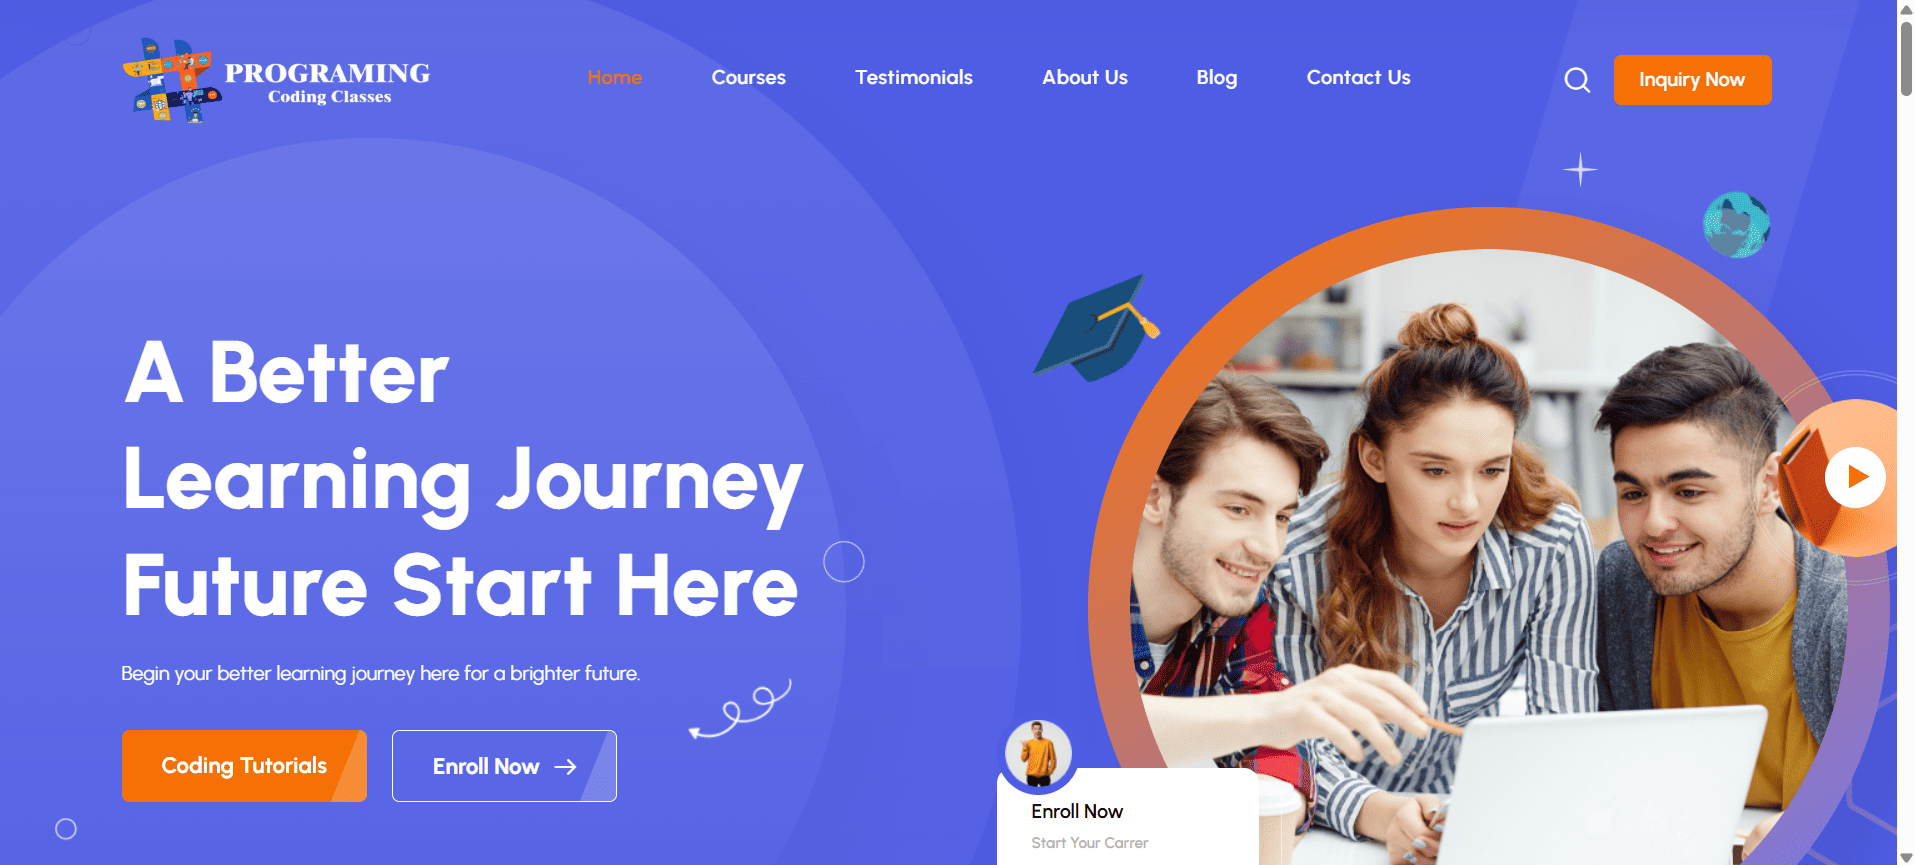 PROGRAMING
Coding Classes
Home
Courses
Testimonials
About Us
Blog
Contact Us
Inquiry Now
A Better
Learning Journey
Future Start Here
Begin your better learning journey here for a brighter future.
Coding Tutorials
Enroll Now
Enroll Now
Start Your Carrer